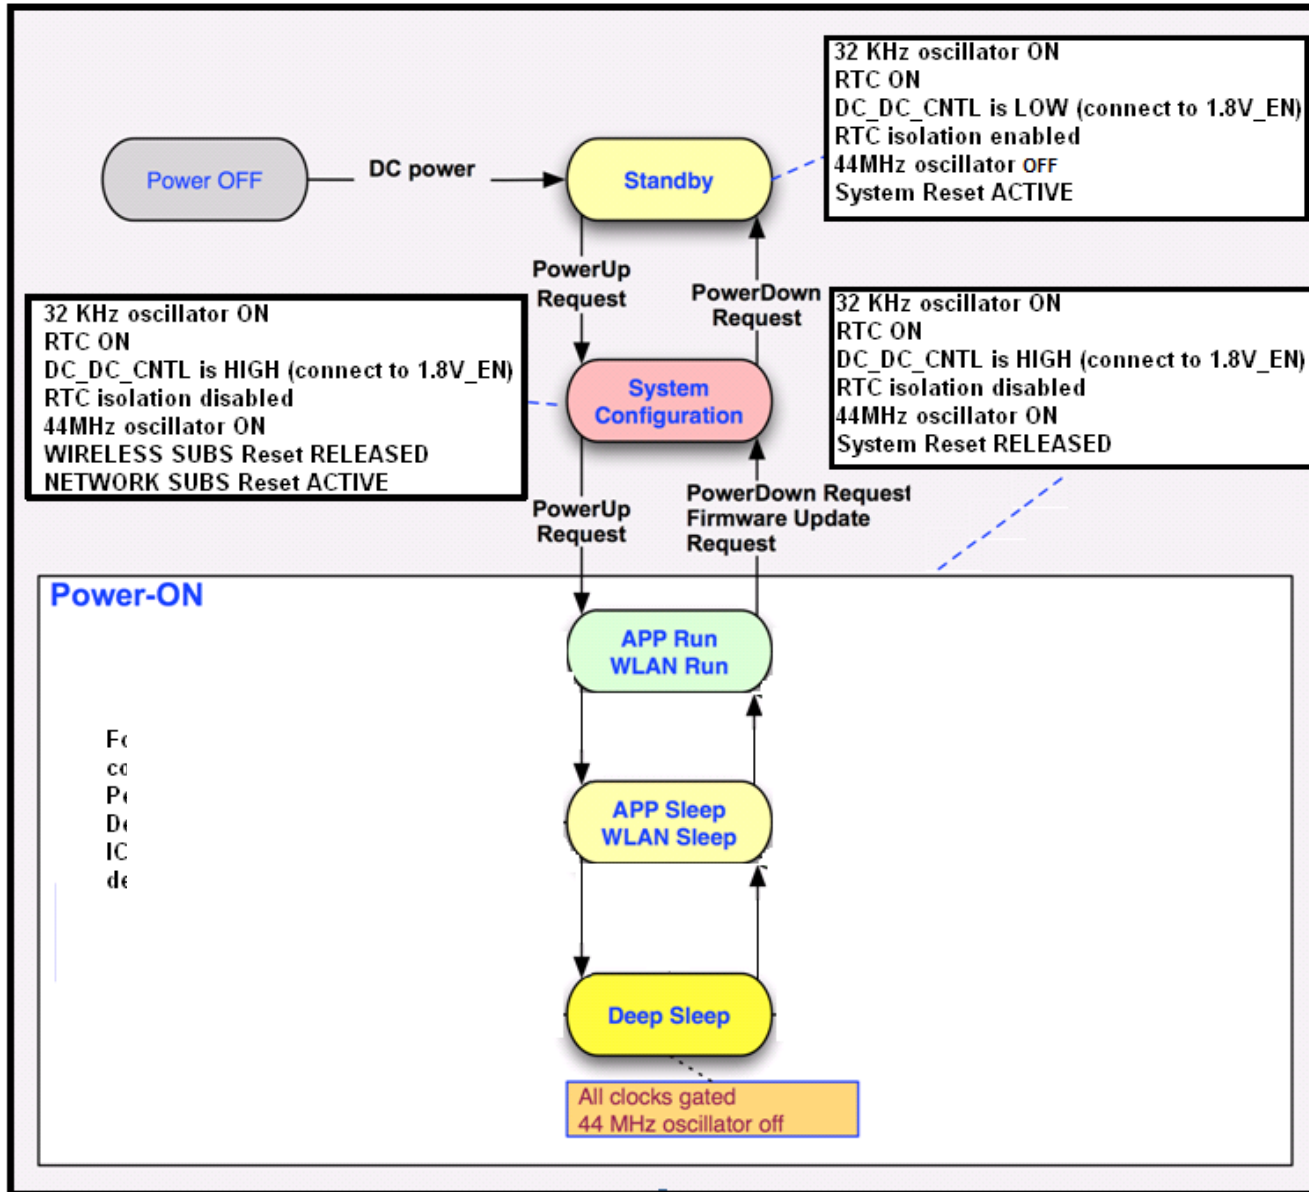 32 KHz oscillator ON
RTC ON
DC_DC_CNTL is LOW (connect to 1.8V_EN)
RTC isolation enabled
44MHz oscillator OFF
System Reset ACTIVE
Power OFF
DC power
Standby
PowerUp
Request
PowerDown
Request
32 KHz oscillator ON
RTC ON
DC_DC_CNTL is HIGH (connect to 1.8V_EN)
RTC isolation disabled
44MHz oscillator ON
WIRELESS SUBS Reset RELEASED
NETWORK SUBS Reset ACTIVE
System
Configuration
32 KHz oscillator ON
RTC ON
DC_DC_CNTL is HIGH (connect to 1.8V_EN)
RTC isolation disabled
44MHz oscillator ON
System Reset RELEASED
PowerUp
Request
PowerDown Request
Firmware Update
Request
Power-ON
APP Run
WLAN Run
APP Sleep
WLAN Sleep
Deep Sleep
All clocks gated
44 MHz oscillator off